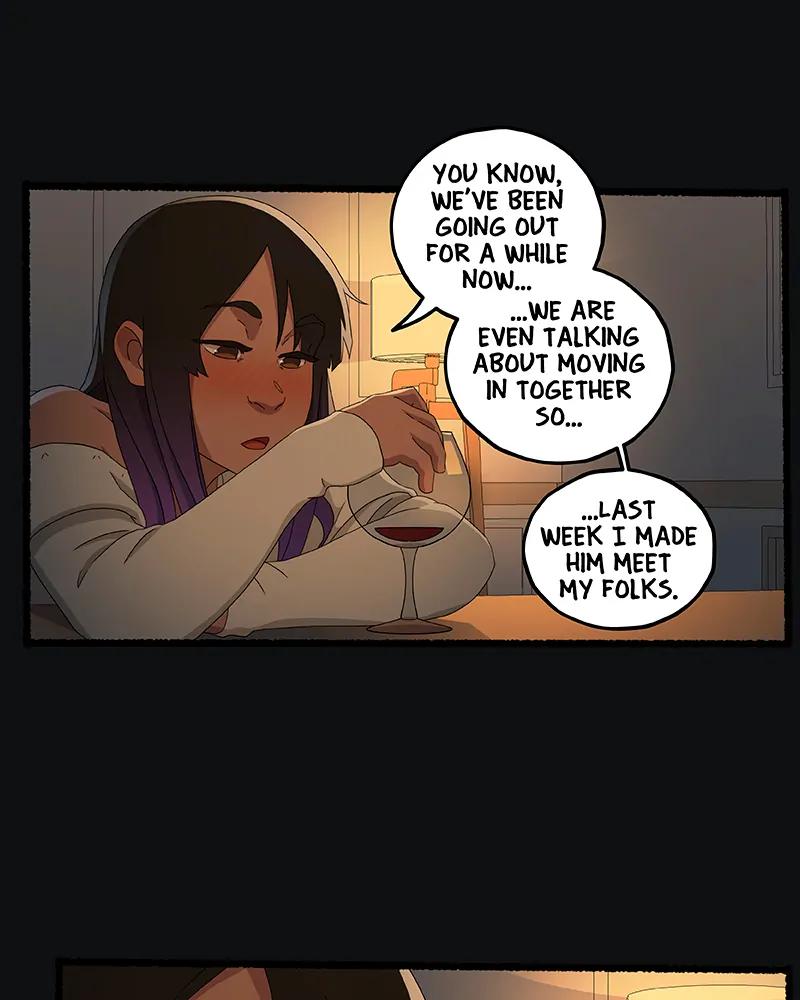 YOU KNOW,
WE'VE BEEN
GOING OUT
FOR A WHILE
NOW...
...WE ARE
EVEN TALKING
ABOUT MOVING
IN TOGETHER
SO...
...LAST
WEEK I MADE
HIM MEET
MY FOLKS.